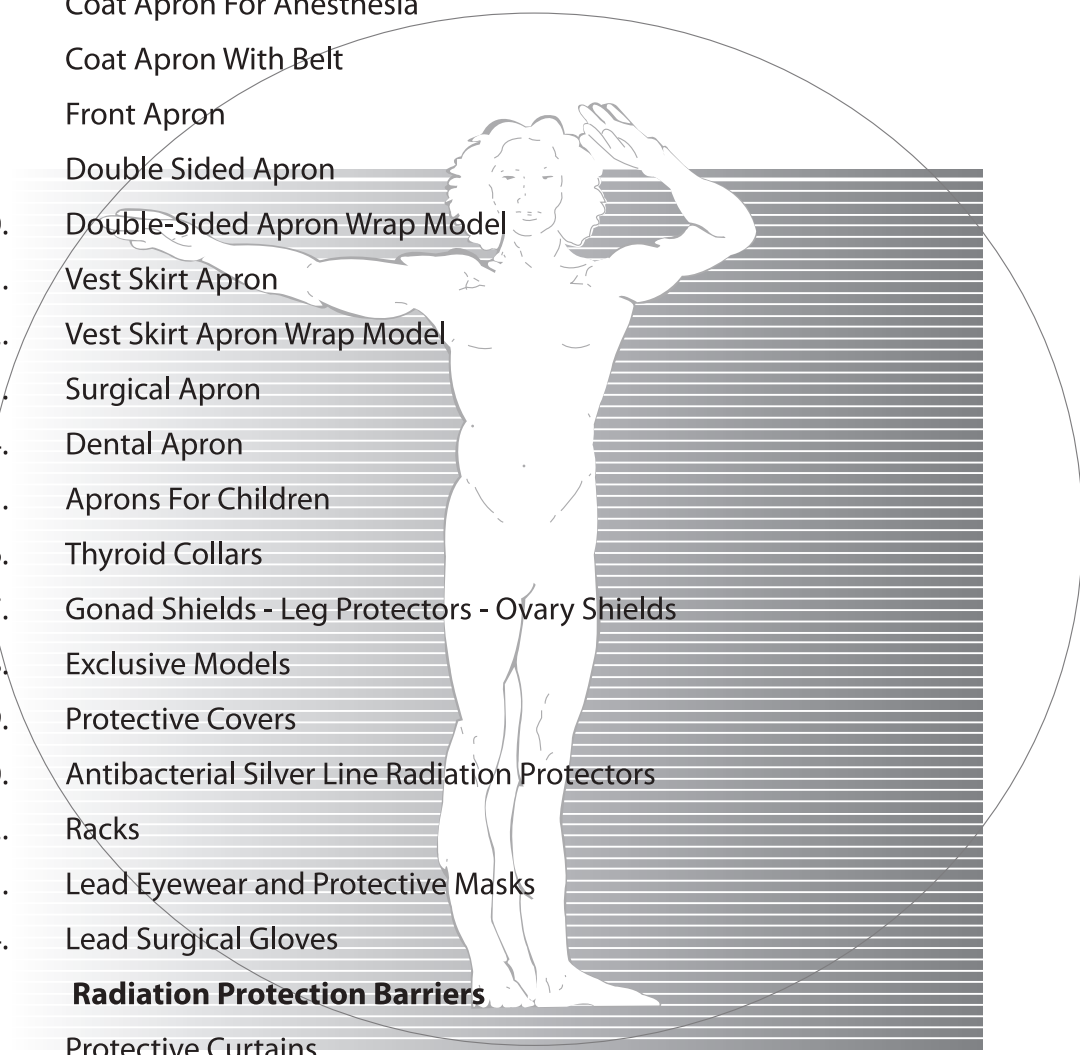 Coat Apron For Anesthesia
Coat Apron With Belt
Front Apron
Double Sided Apron
Double-Sided Apron Wrap Model
Vest Skirt Apron
Vest Skirt Apron Wrap Model
Surgical Apron
Dental Apron
Aprons For Children
Thyroid Collars
Gonad Shields - Leg Protectors - Ovary Shields
Exclusive Models
Protective Covers
Antibacterial Silver Line Radiation Protectors
Racks
Lead Eyewear and Protective Masks
Lead Surgical Gloves
Radiation Protection Barriers
Protective Curtains